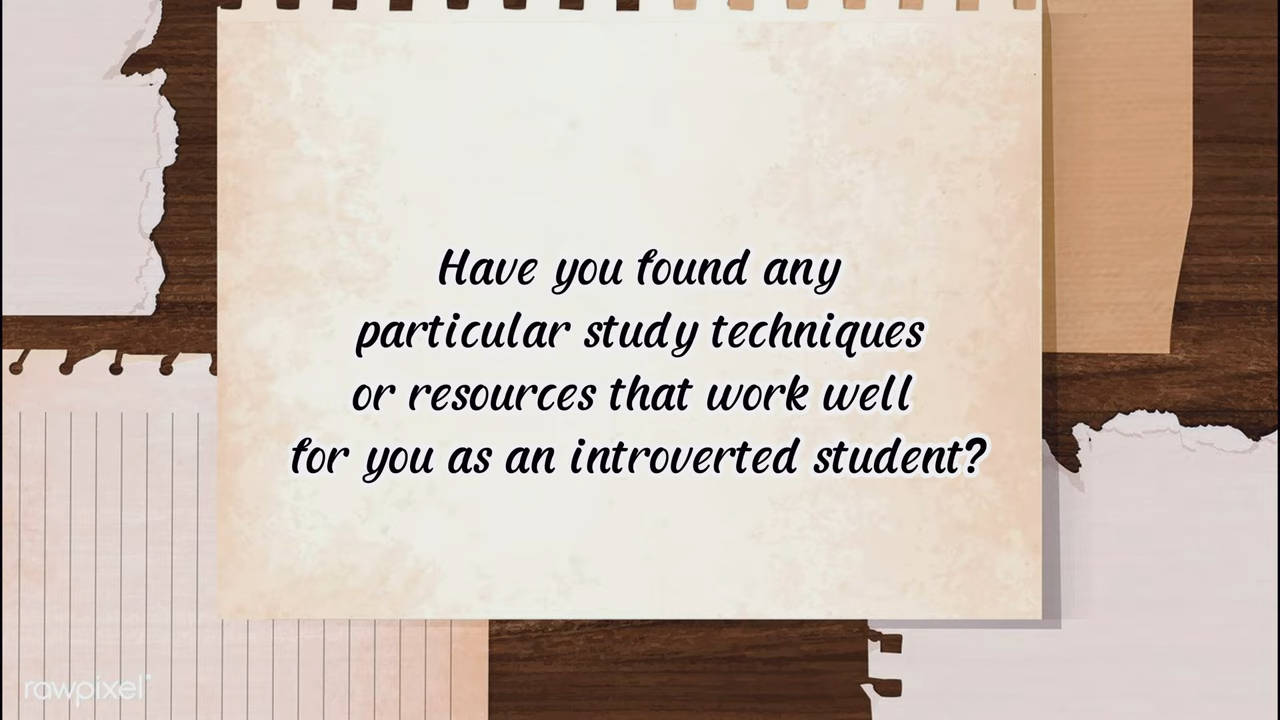 Have you found any
particular study techniques
or resources that work well
for you as an introverted student?
rawpixel